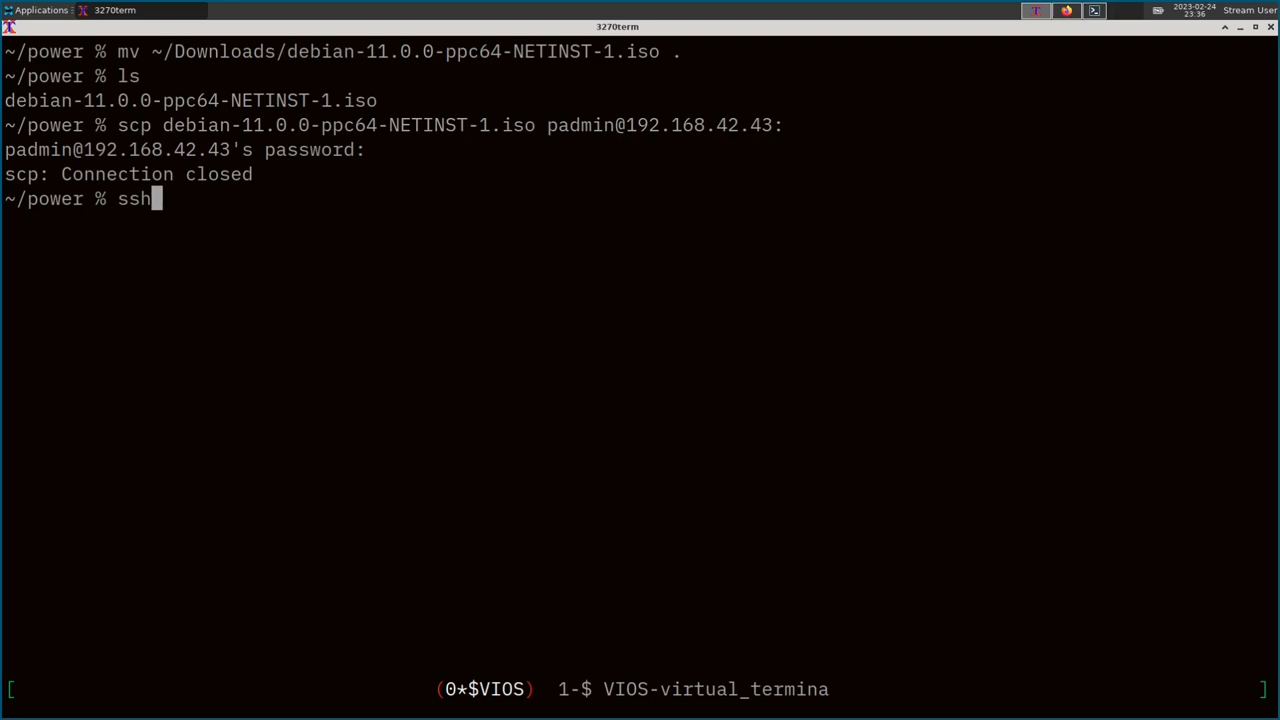 Applications
3270term
2023-02-24
23:36
Stream User
3270term
~/power % mv ~/Downloads/debian-11.0.0-ppc64-NETINST-1.iso .
~/power % ls
debian-11.0.0-ppc64-NETINST-1.iso
~/power % scp debian-11.0.0-ppc64-NETINST-1.iso padmin@192.168.42.43:
padmin@192.168.42.43's password:
scp: Connection closed
~/power % ssh
[ (0*$VIOS) 1-$ VIOS-virtual_termina ]